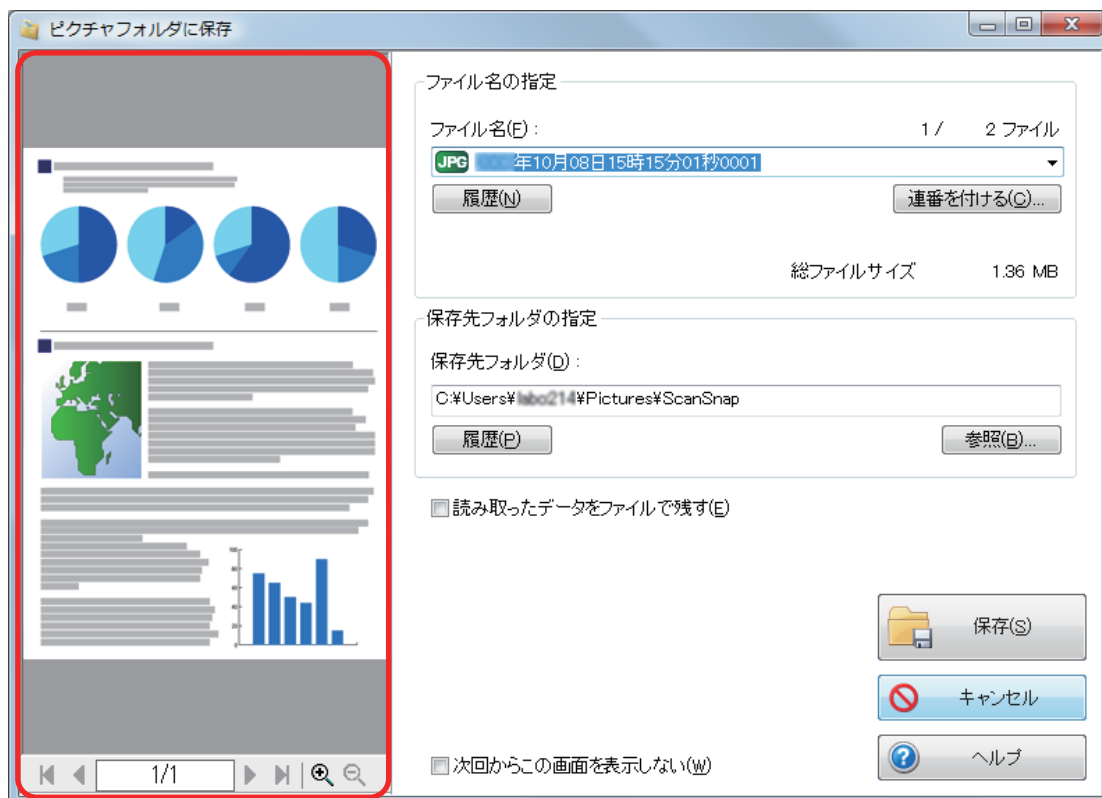 ピクチャフォルダに保存
ファイル名の指定
ファイル名(F): 1 / 2 ファイル
JPG 年10月08日15時15分01秒0001
履歴(N) 連番を付ける(C)...
総ファイルサイズ 1.36 MB
保存先フォルダの指定
保存先フォルダ(D):
C:¥Users¥ ¥Pictures¥ScanSnap
履歴(P) 参照(B)...
読み取ったデータをファイルで残す(E)
保存(S)
キャンセル
ヘルプ
次回からこの画面を表示しない(W)
1/1